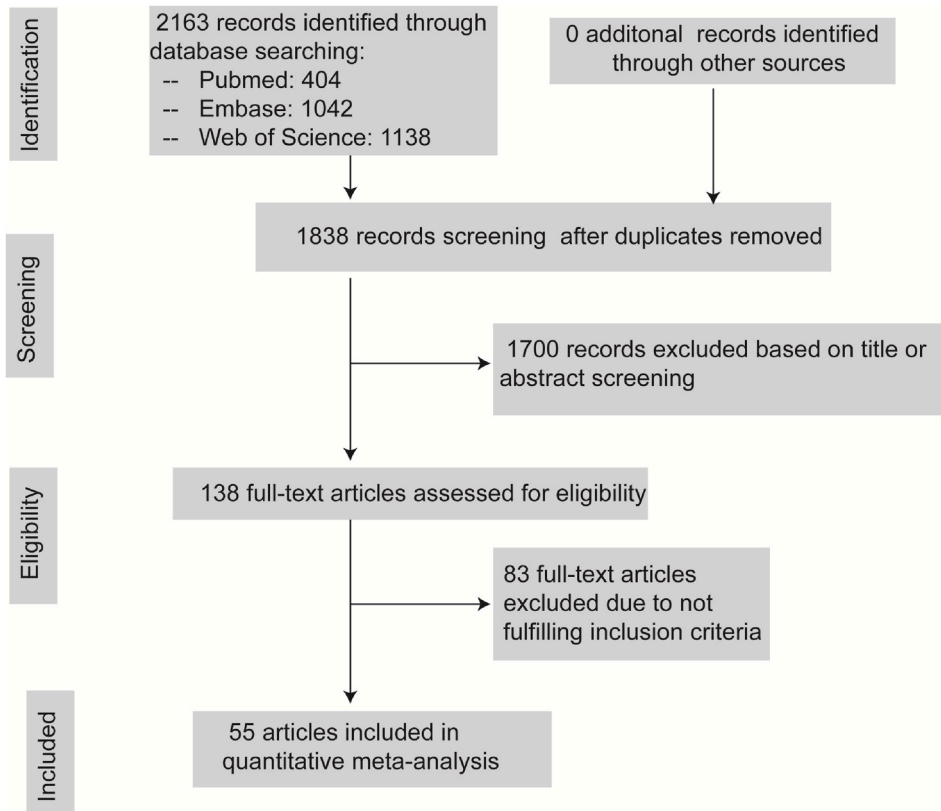 Identification
2163 records identified through
database searching:
-- Pubmed: 404
-- Embase: 1042
-- Web of Science: 1138
0 additonal records identified
through other sources
Screening
1838 records screening after duplicates removed
1700 records excluded based on title or
abstract screening
Eligibility
138 full-text articles assessed for eligibility
83 full-text articles
excluded due to not
fulfilling inclusion criteria
Included
55 articles included in
quantitative meta-analysis